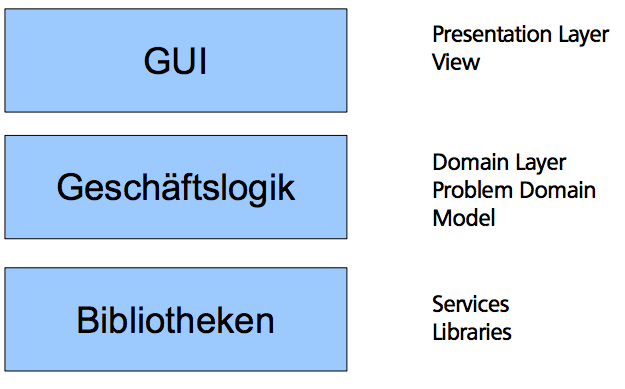 GUI
Presentation Layer
View
Geschäftslogik
Domain Layer
Problem Domain
Model
Bibliotheken
Services
Libraries